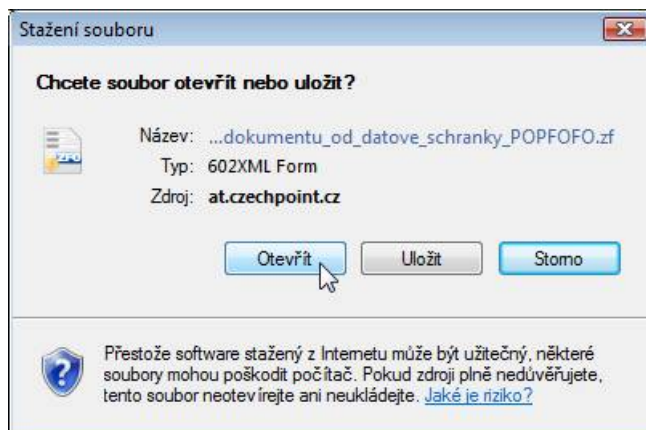 Stažení souboru
Chcete soubor otevřít nebo uložit?
ZFO
Název: ...dokumentu_od_datove_schranky_POPFOFO.zf
Typ: 602XML Form
Zdroj: at.czechpoint.cz
Otevřít Uložit Storno
Přestože software stažený z Internetu může být užitečný, některé
soubory mohou poškodit počítač. Pokud zdroji plně nedůvěřujete,
tento soubor neotevírejte ani neukládejte. Jaké je riziko?